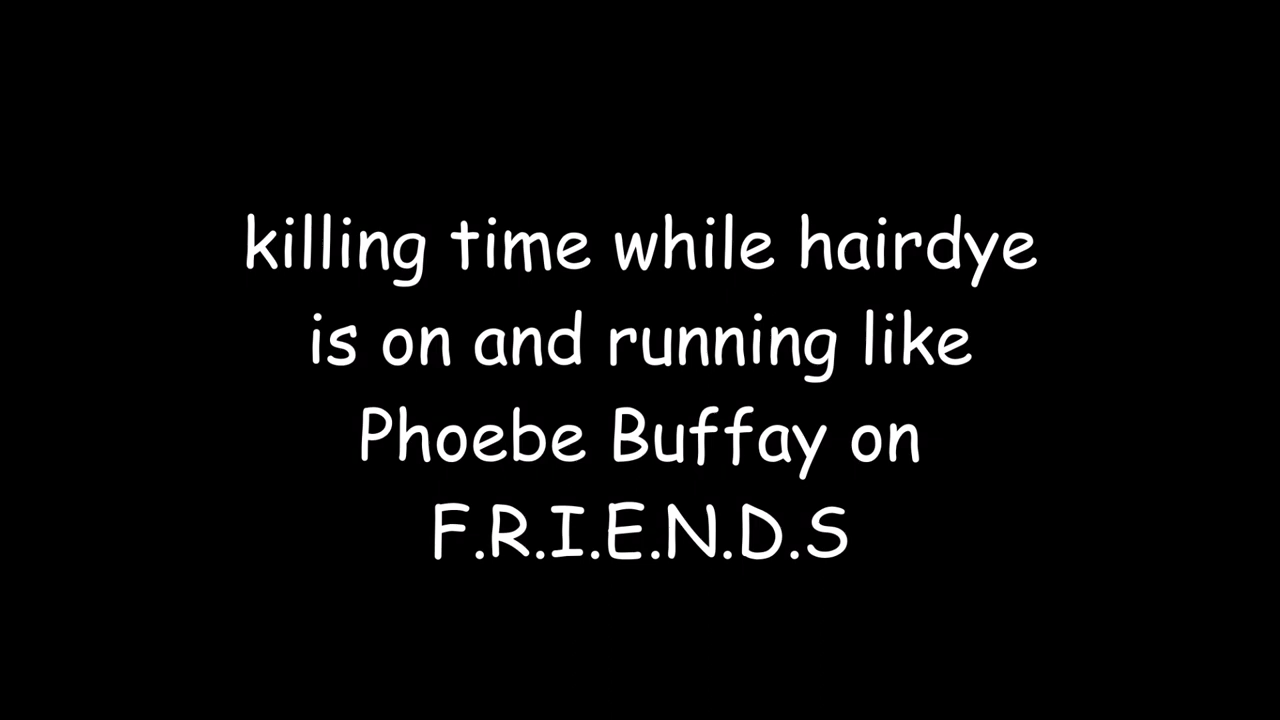 killing time while hairdye
is on and running like
Phoebe Buffay on
F.R.I.E.N.D.S